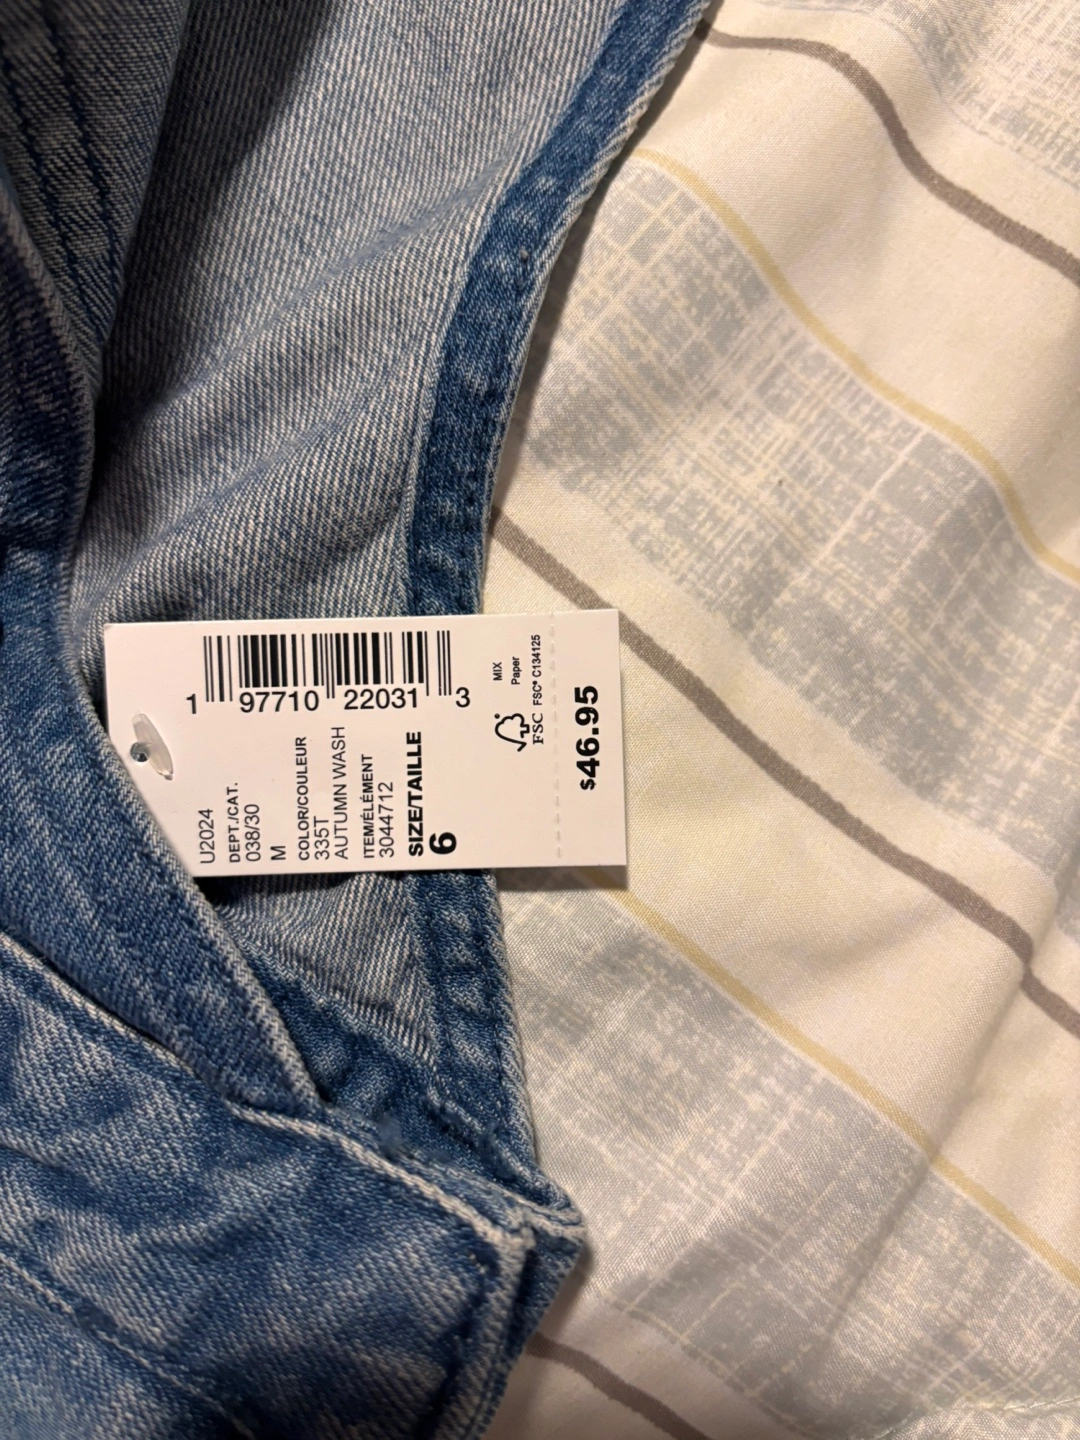 1 97710 22031 3
U2024
DEPT./CAT.
038/30
M
COLOR/COULEUR
335T
AUTUMN WASH
ITEM/ÉLÉMENT
3044712
SIZE/TAILLE
6
MIX
Paper
FSC
FSC® C134125
$46.95